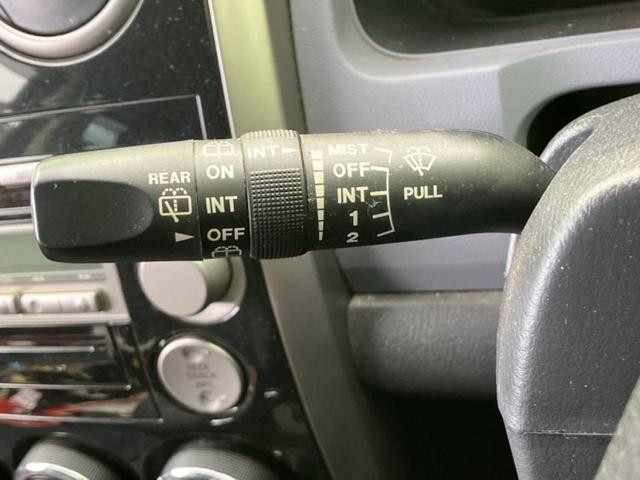 REAR
ON
INT
OFF
INT
MIST
OFF
INT
1
2
PULL